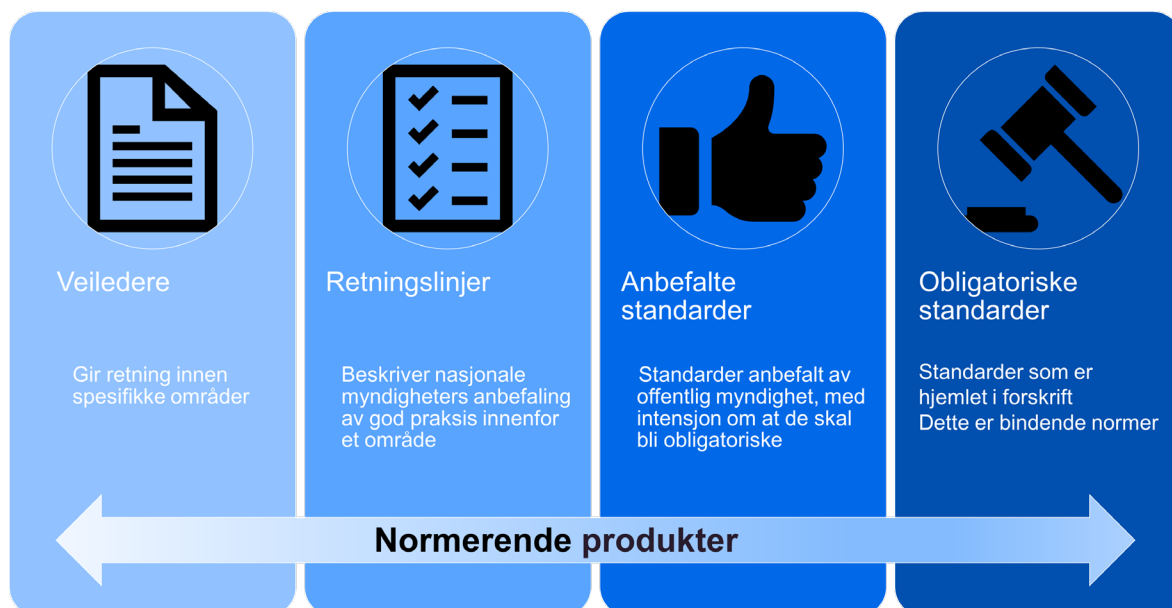 Veiledere
Gir retning innen
spesifikke områder
Retningslinjer
Beskriver nasjonale
myndigheters anbefaling
av god praksis innenfor
et område
Anbefalte
standarder
Standarder anbefalt av
offentlig myndighet, med
intensjon om at de skal
bli obligatoriske
Obligatoriske
standarder
Standarder som er
hjemlet i forskrift
Dette er bindende normer
Normerende produkter